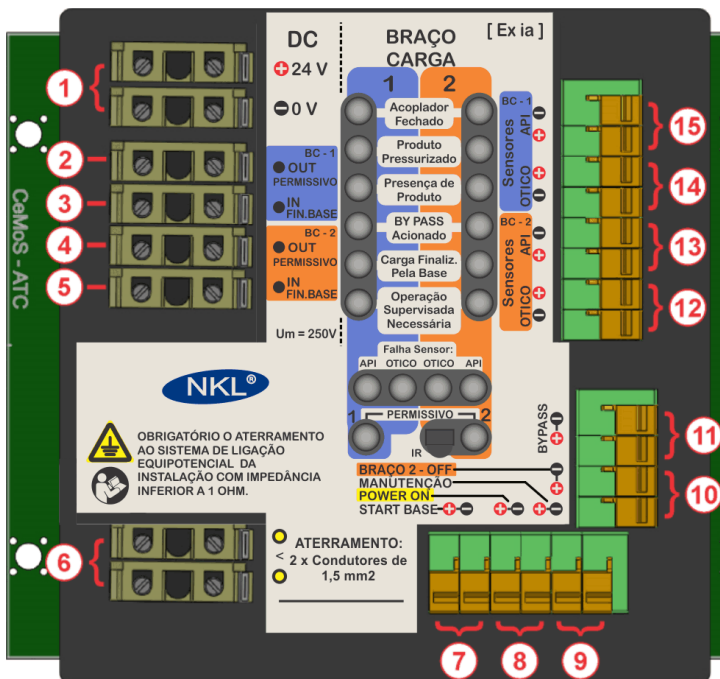 DC
+ 24 V
- 0 V
BRAÇO
CARGA
[ Ex ia ]
1
2
Acoplador
Fechado
Produto
Pressurizado
Presença de
Produto
BY PASS
Acionado
Carga Finaliz.
Pela Base
Operação
Supervisada
Necessária
BC - 1
OUT
PERMISSIVO
IN
FIN.BASE
BC - 2
OUT
PERMISSIVO
IN
FIN.BASE
Um = 250V
BC - 1
Sensores
API
- +
OTICO
+ -
BC - 2
Sensores
API
- +
OTICO
+ -
Falha Sensor:
API OTICO OTICO API
1 PERMISSIVO 2
IR
BYPASS
- +
BRAÇO 2 - OFF
- +
MANUTENÇÃO
POWER ON
START BASE + - + - + -
NKL®
OBRIGATÓRIO O ATERRAMENTO
AO SISTEMA DE LIGAÇÃO
EQUIPOTENCIAL DA
INSTALAÇÃO COM IMPEDÂNCIA
INFERIOR A 1 OHM.
ATERRAMENTO:
< 2 x Condutores de
1,5 mm2
CeMoS - ATC
1
2
3
4
5
6
7
8
9
10
11
12
13
14
15